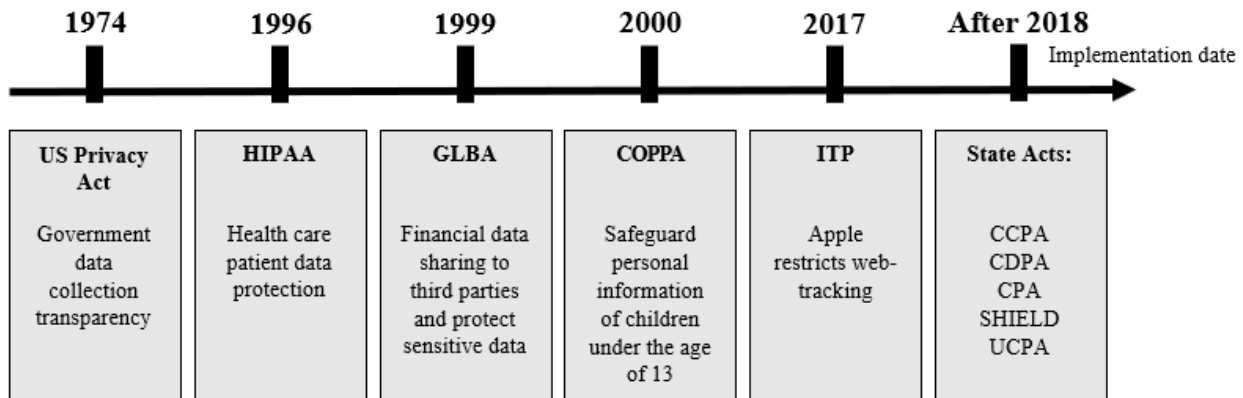 1974
1996
1999
2000
2017
After 2018
Implementation date
US Privacy
Act
Government
data
collection
transparency
HIPAA
Health care
patient data
protection
GLBA
Financial data
sharing to
third parties
and protect
sensitive data
COPPA
Safeguard
personal
information
of children
under the age
of 13
ITP
Apple
restricts web-
tracking
State Acts:
CCPA
CDPA
CPA
SHIELD
UCPA